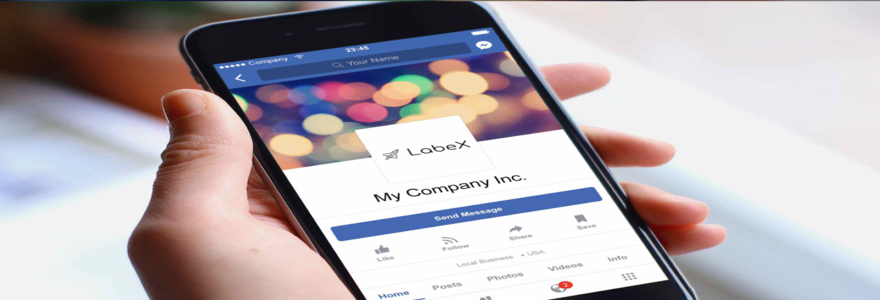 Company 23:45
Your Name
LabeX
My Company Inc.
Send Message
Like Follow Share Save
Local Business • USA
Home Posts Photos Videos Info
2